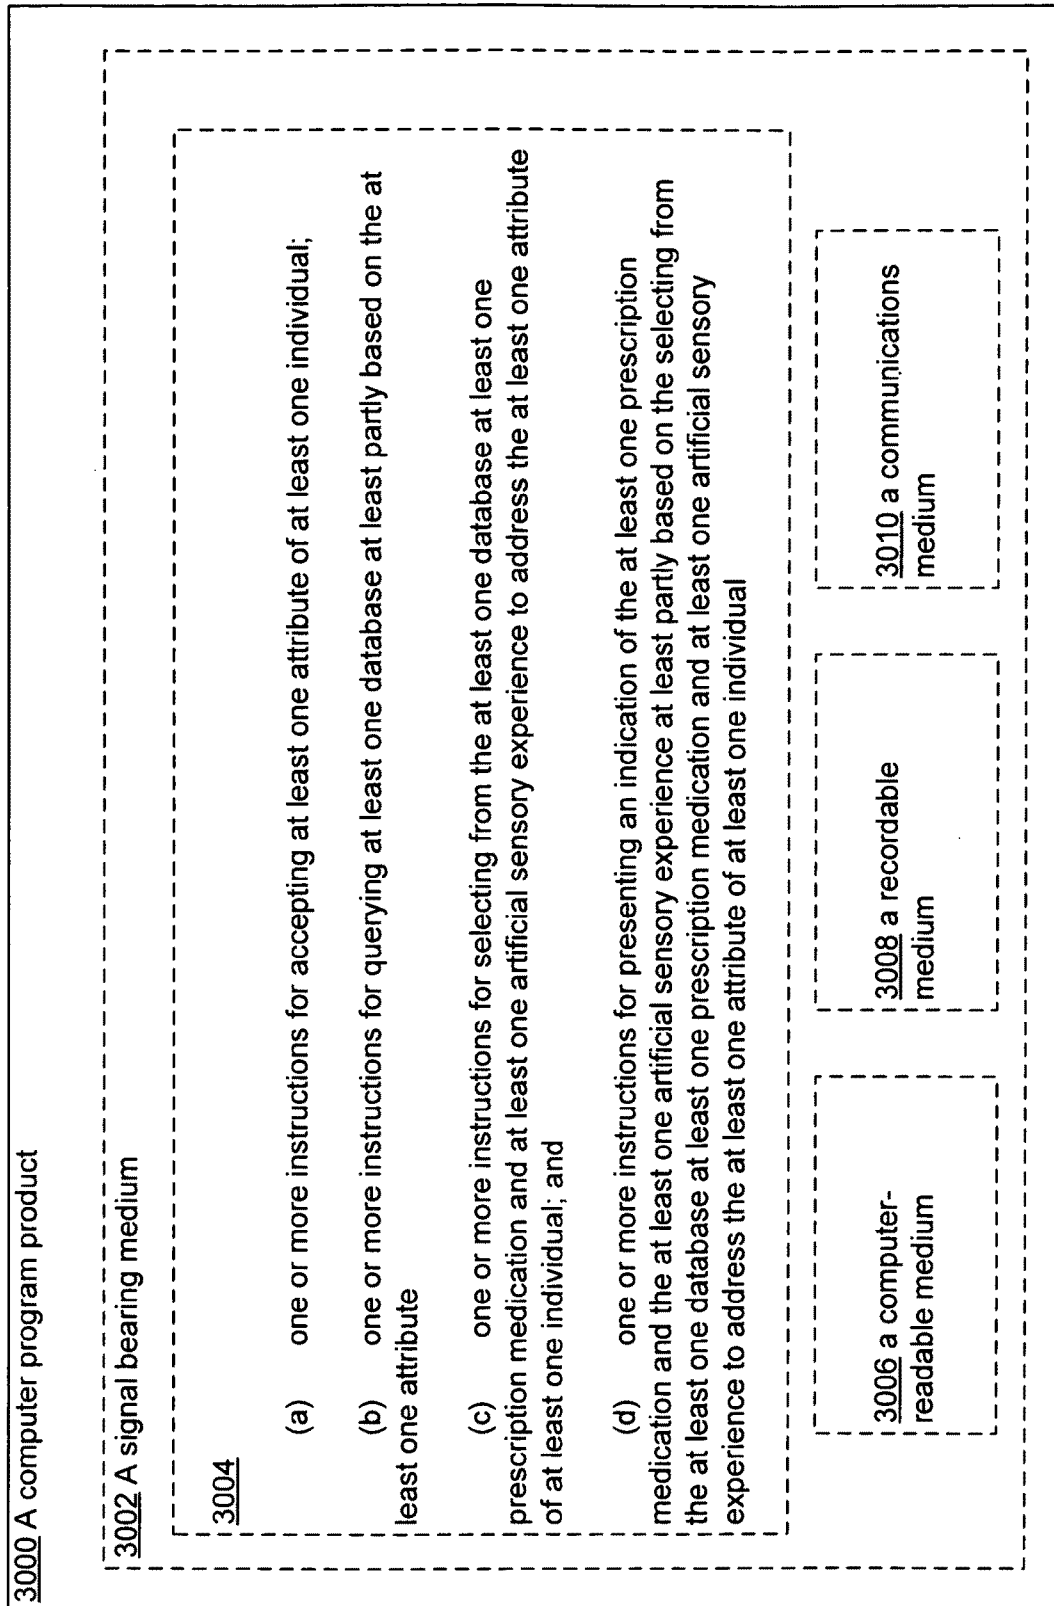 3000 A computer program product
3002 A signal bearing medium
3004
(a) one or more instructions for accepting at least one attribute of at least one individual;
(b) one or more instructions for querying at least one database at least partly based on the at
least one attribute
(c) one or more instructions for selecting from the at least one database at least one
prescription medication and at least one artificial sensory experience to address the at least one attribute
of at least one individual; and
(d) one or more instructions for presenting an indication of the at least one prescription
medication and the at least one artificial sensory experience at least partly based on the selecting from
the at least one database at least one prescription medication and at least one artificial sensory
experience to address the at least one attribute of at least one individual
3006 a computer-
readable medium
3008 a recordable
medium
3010 a communications
medium